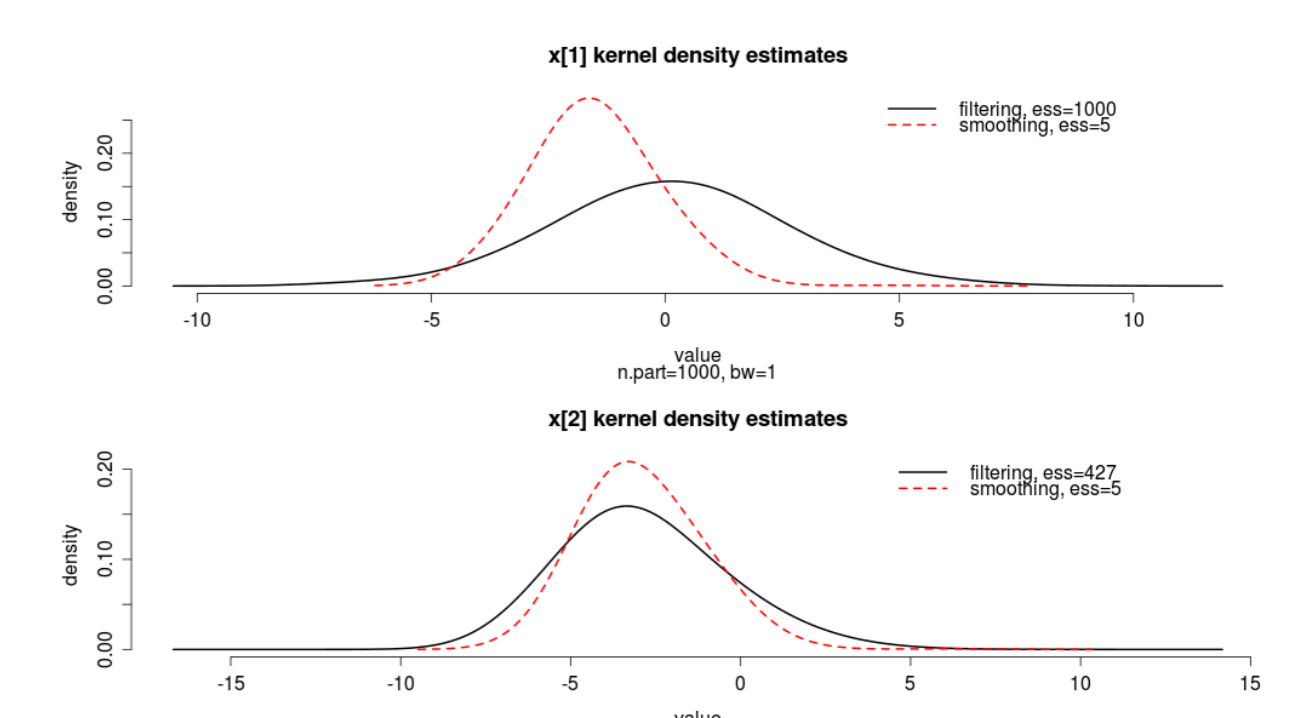 x[1] kernel density estimates
filtering, ess=1000
smoothing, ess=5
density
0.00 0.10 0.20
-10 -5 0 5 10
value
n.part=1000, bw=1
x[2] kernel density estimates
filtering, ess=427
smoothing, ess=5
density
0.00 0.10 0.20
-15 -10 -5 0 5 10 15
value